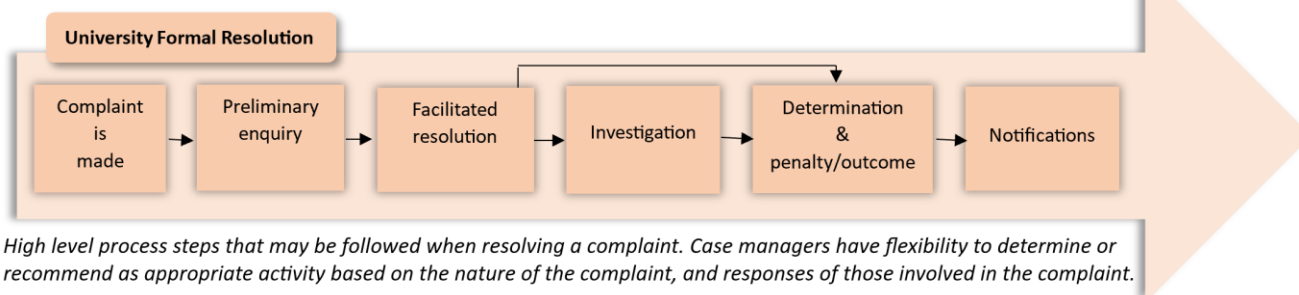 University Formal Resolution
Complaint
is
made
Preliminary
enquiry
Facilitated
resolution
Investigation
Determination
&
penalty/outcome
Notifications
High level process steps that may be followed when resolving a complaint. Case managers have flexibility to determine or
recommend as appropriate activity based on the nature of the complaint, and responses of those involved in the complaint.